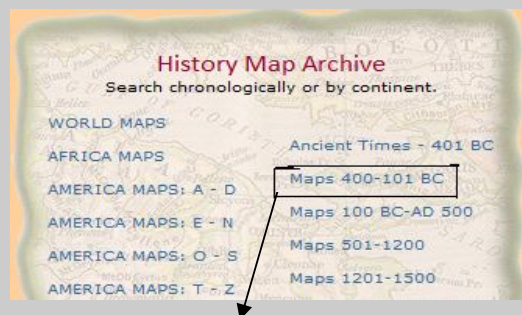 History Map Archive
Search chronologically or by continent.
WORLD MAPS
AFRICA MAPS
AMERICA MAPS: A - D
AMERICA MAPS: E - N
AMERICA MAPS: O - S
AMERICA MAPS: T - Z
Ancient Times - 401 BC
Maps 400-101 BC
Maps 100 BC-AD 500
Maps 501-1200
Maps 1201-1500